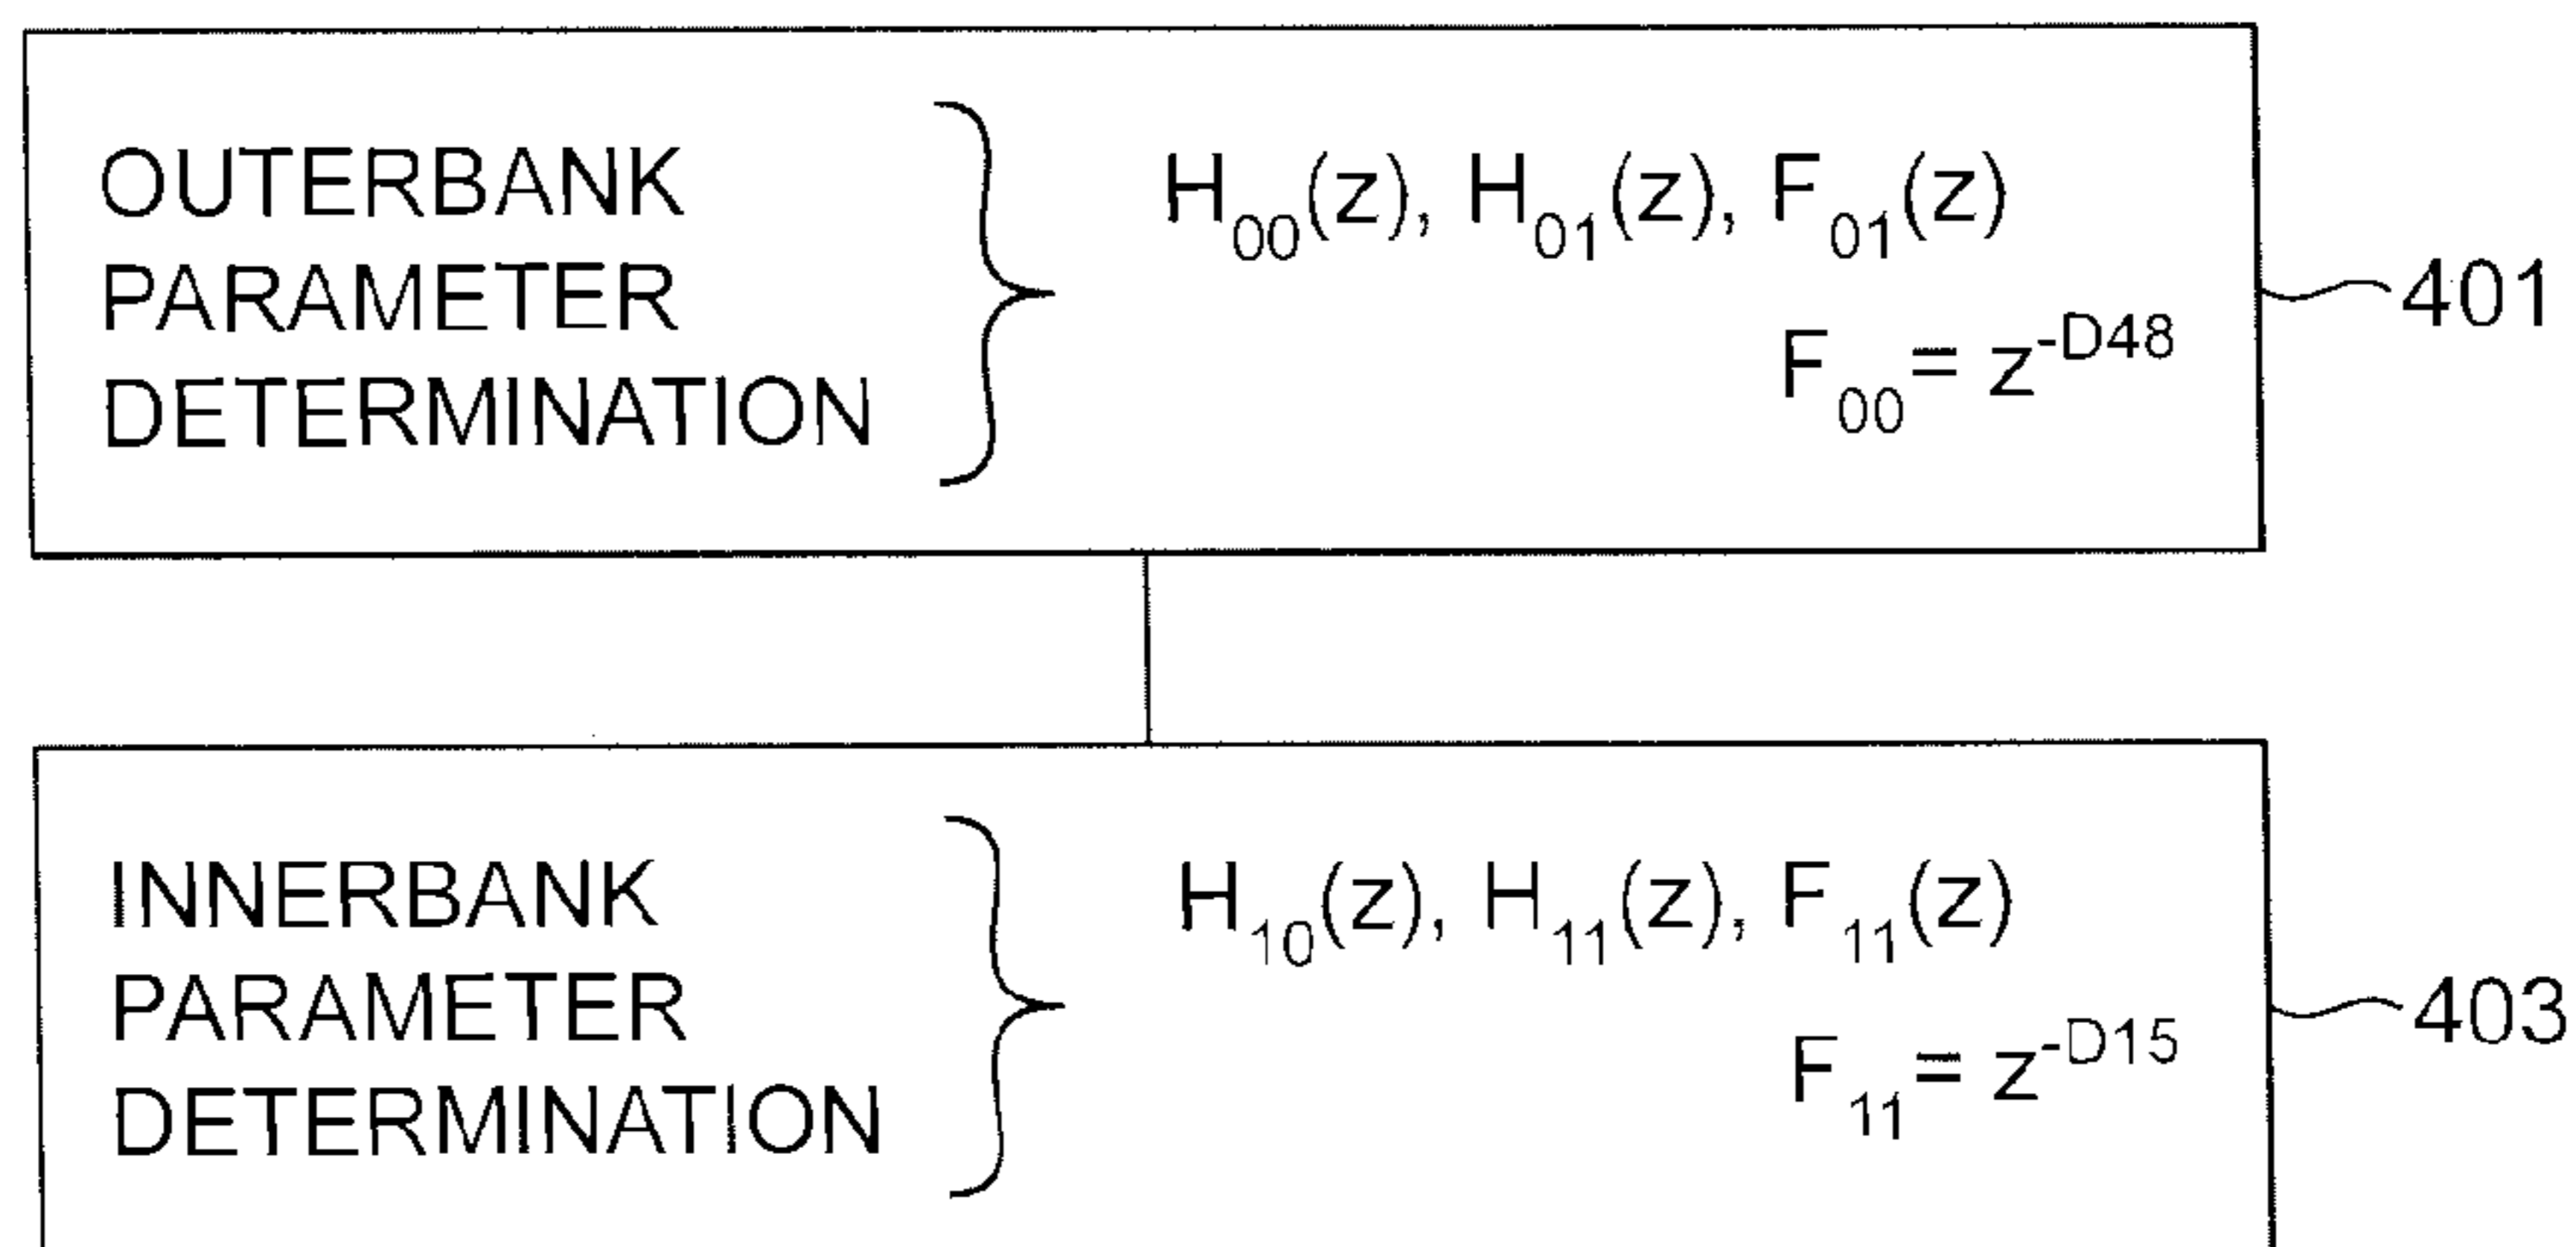 OUTERBANK
PARAMETER
DETERMINATION
H₀₀(z), H₀₁(z), F₀₁(z)
F₀₀= z⁻ᴰ⁴⁸
401
INNERBANK
PARAMETER
DETERMINATION
H₁₀(z), H₁₁(z), F₁₁(z)
F₁₁= z⁻ᴰ¹⁵
403